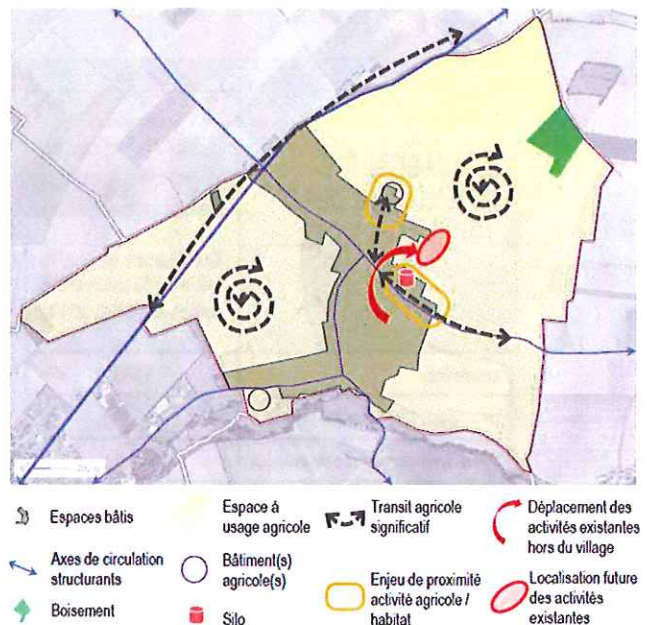 Espaces bâtis
Espace à
usage agricole
Transit agricole
significatif
Déplacement des
activités existantes
hors du village
Axes de circulation
structurants
Bâtiment(s)
agricole(s)
Enjeu de proximité
activité agricole /
habitat
Localisation future
des activités
existantes
Boisement
Silo